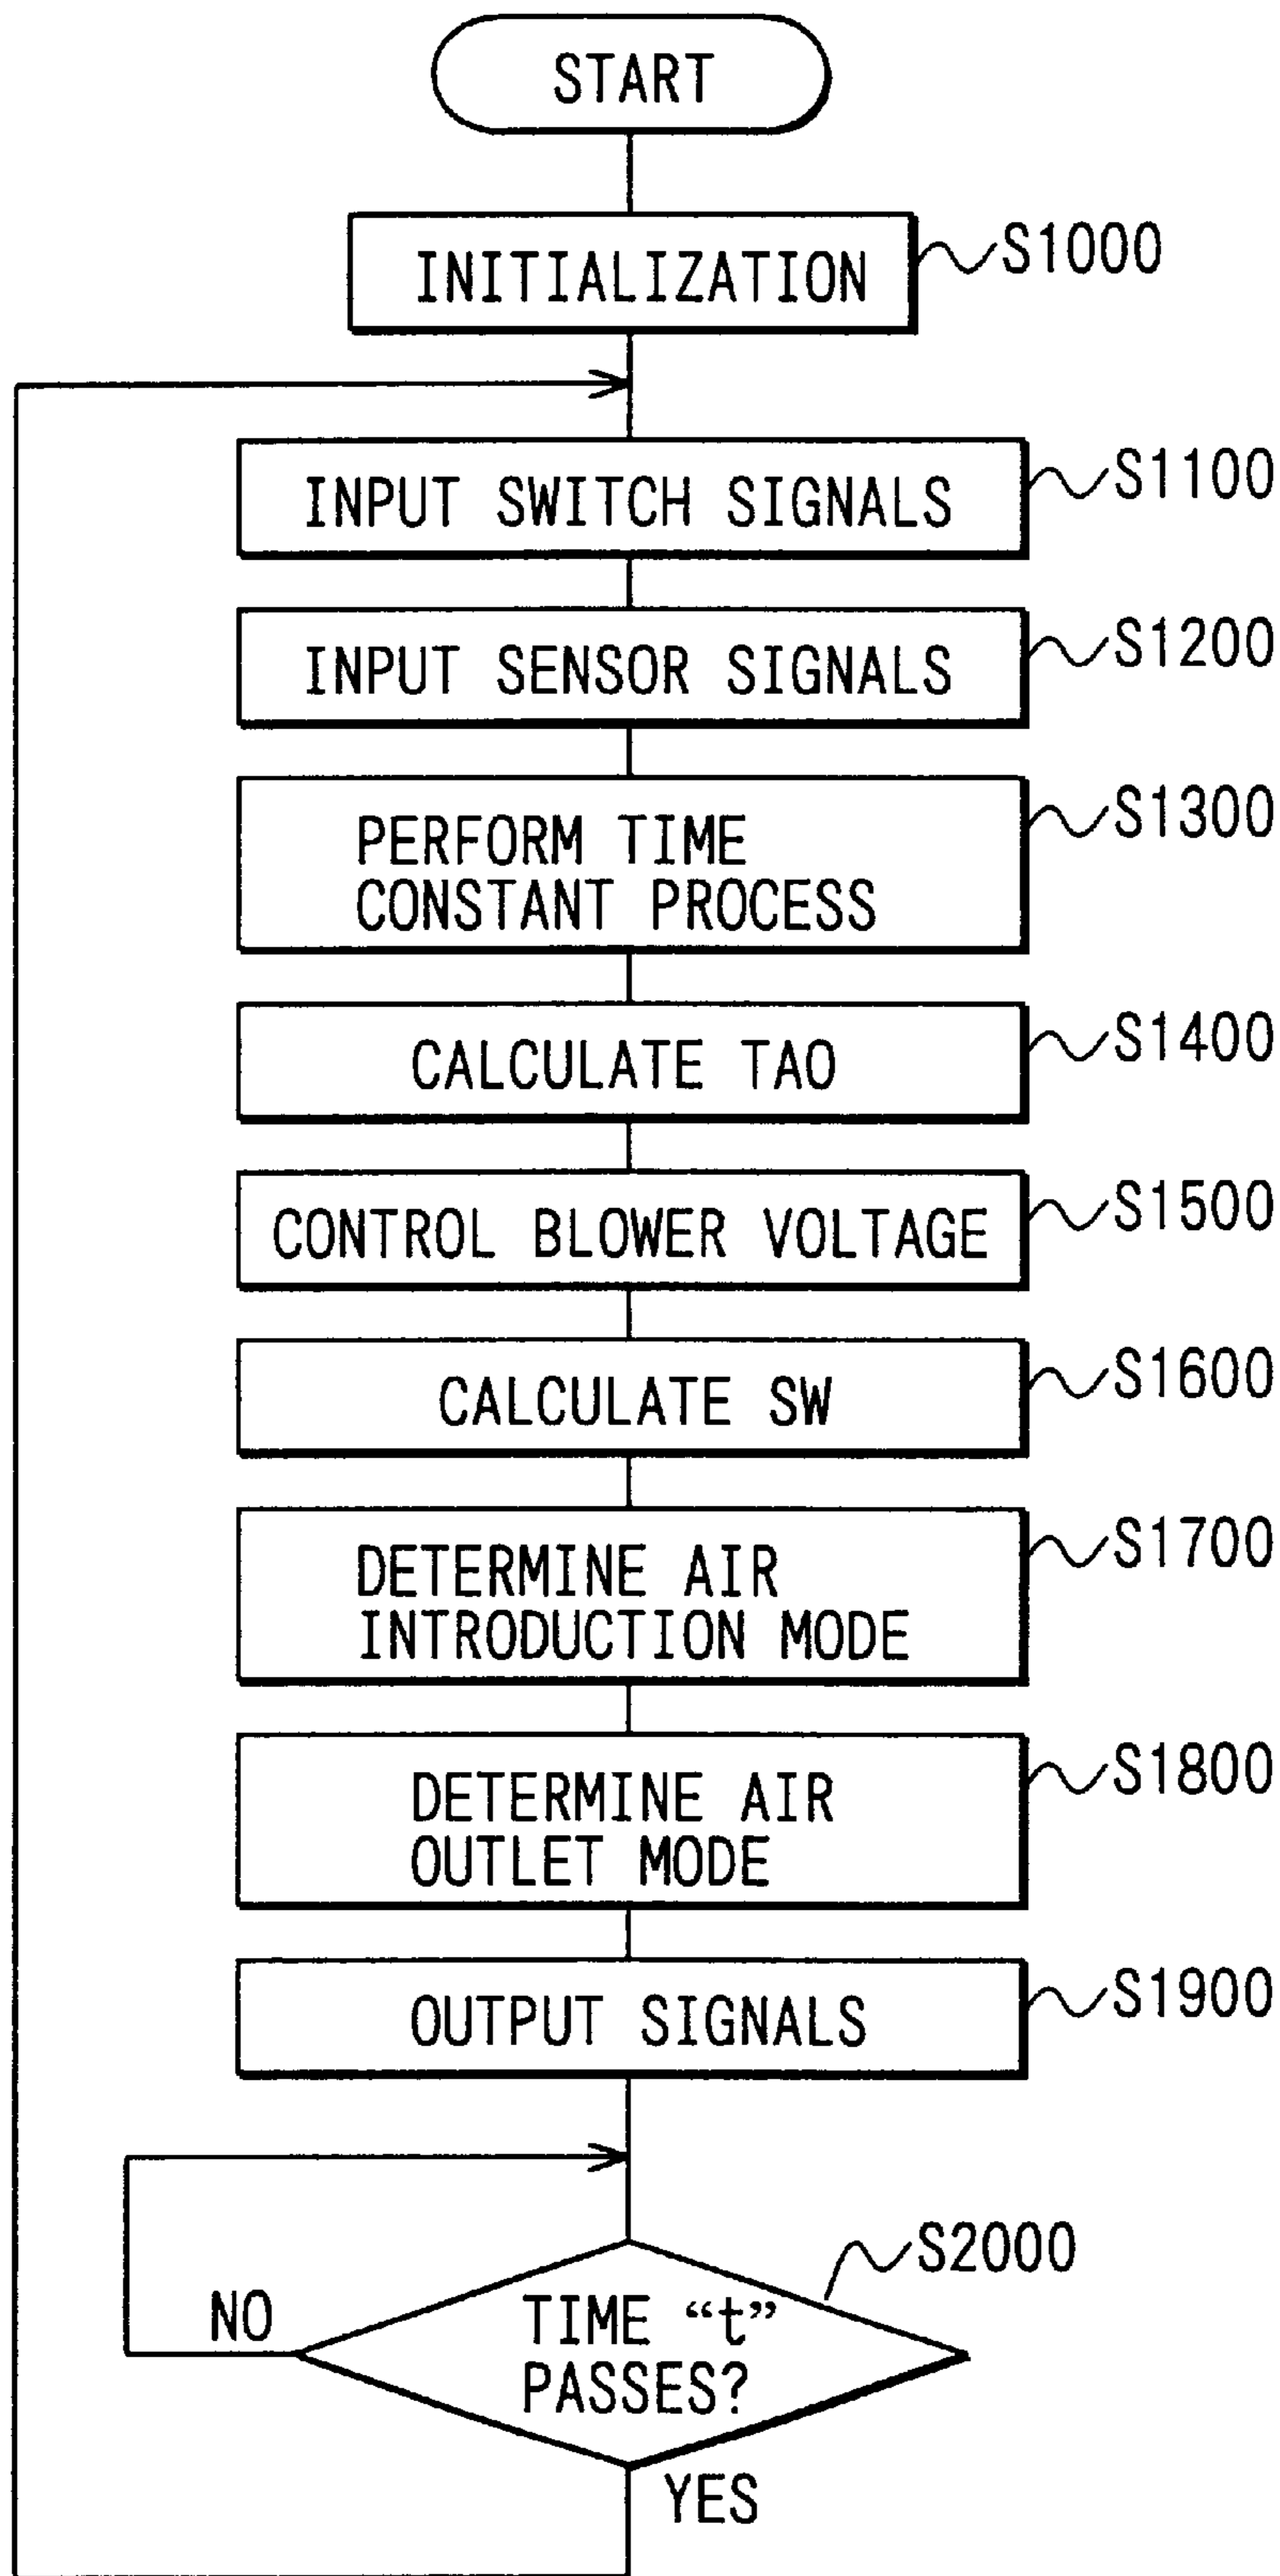 START
INITIALIZATION
S1000
INPUT SWITCH SIGNALS
S1100
INPUT SENSOR SIGNALS
S1200
PERFORM TIME
CONSTANT PROCESS
S1300
CALCULATE TAO
S1400
CONTROL BLOWER VOLTAGE
S1500
CALCULATE SW
S1600
DETERMINE AIR
INTRODUCTION MODE
S1700
DETERMINE AIR
OUTLET MODE
S1800
OUTPUT SIGNALS
S1900
S2000
NO
TIME “t”
PASSES?
YES